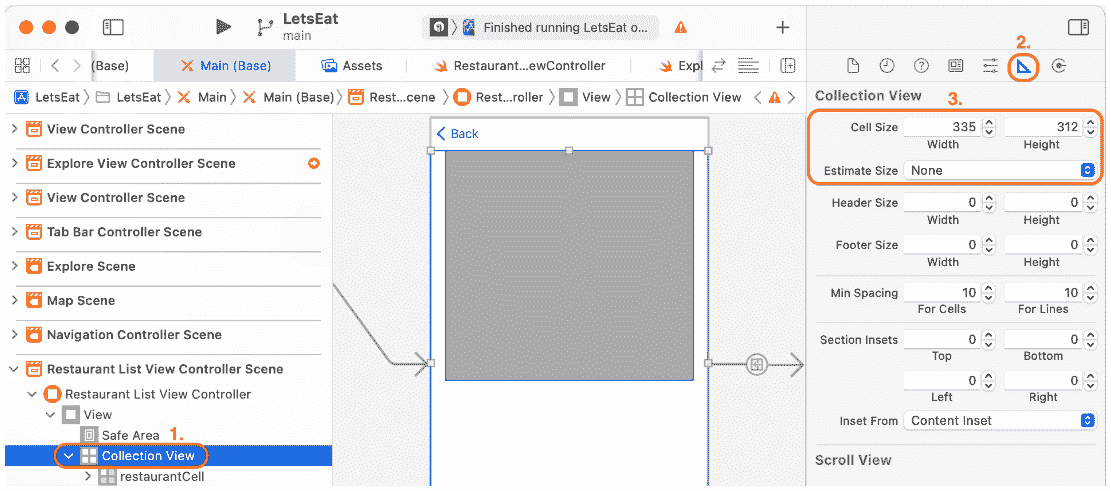 LetsEat
main
Finished running LetsEat o...
(Base)
Main (Base)
Assets
Restaurant...ewController
Expl
2.
LetsEat
LetsEat
Main
Main (Base)
Rest...cene
Rest...roller
View
Collection View
View Controller Scene
Explore View Controller Scene
View Controller Scene
Tab Bar Controller Scene
Explore Scene
Map Scene
Navigation Controller Scene
Restaurant List View Controller Scene
Restaurant List View Controller
View
Safe Area
1.
Collection View
restaurantCell
Back
Collection View
3.
Cell Size 335 312
Width Height
Estimate Size None
Header Size 0 0
Width Height
Footer Size 0 0
Width Height
Min Spacing 10 10
For Cells For Lines
Section Insets 0 0
Top Bottom
0 0
Left Right
Inset From Content Inset
Scroll View